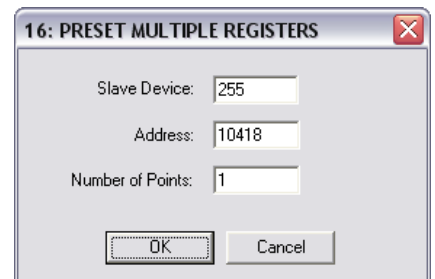 16: PRESET MULTIPLE REGISTERS
Slave Device: 255
Address: 10418
Number of Points: 1
OK Cancel